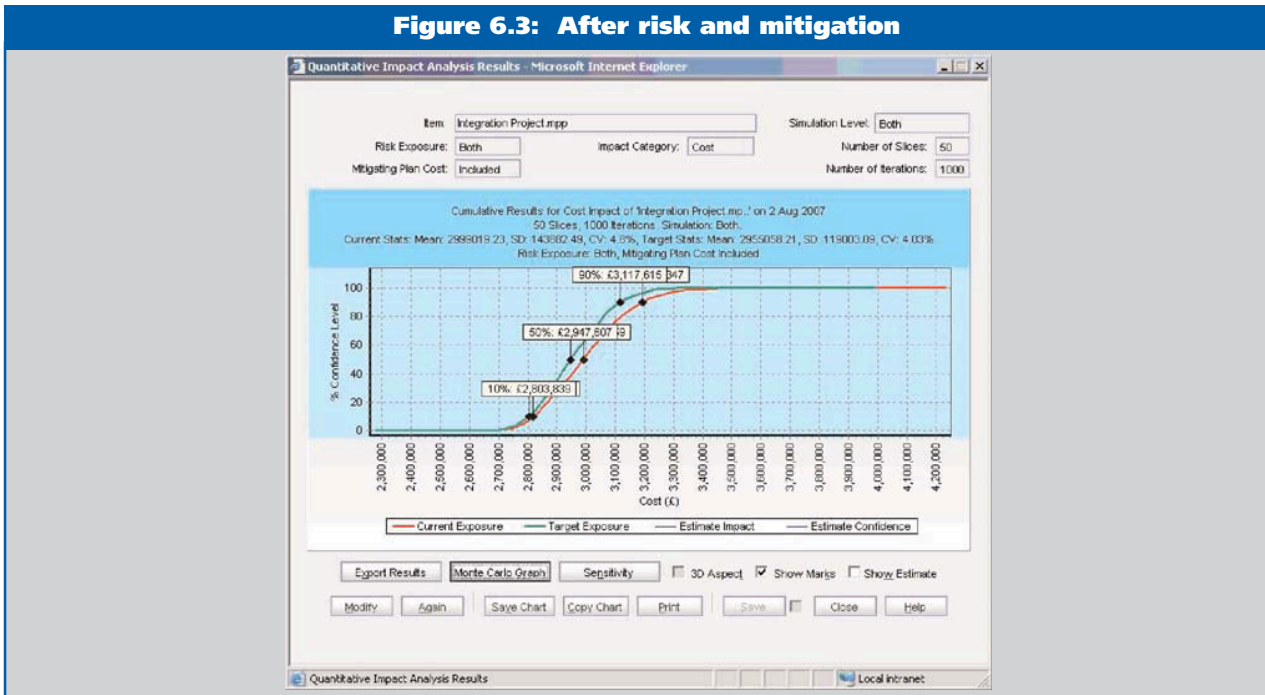 Figure 6.3: After risk and mitigation
Quantitative Impact Analysis Results - Microsoft Internet Explorer
Item: Integration Project.mpp Simulation Level: Both
Risk Exposure: Both Impact Category: Cost Number of Slices: 50
Mitigating Plan Cost: Included Number of Iterations: 1000
Cumulative Results for Cost Impact of 'Integration Project.mp..' on 2 Aug 2007
50 Slices, 1000 Iterations. Simulation: Both.
Current Stats: Mean: 2999019.23, SD: 143882.49, CV: 4.8%, Target Stats: Mean: 2955058.21, SD: 119003.09, CV: 4.03%
Risk Exposure: Both, Mitigating Plan Cost Included
90%: £3,117,615 347
50%: £2,947,607 9
10%: £2,803,839
% Confidence Level
100
80
60
40
20
0
2,300,000 2,400,000 2,500,000 2,600,000 2,700,000 2,800,000 2,900,000 3,000,000 3,100,000 3,200,000 3,300,000 3,400,000 3,500,000 3,600,000 3,700,000 3,800,000 3,900,000 4,000,000 4,100,000 4,200,000
Cost (£)
Current Exposure Target Exposure Estimate Impact Estimate Confidence
Export Results Monte Carlo Graph Sensitivity 3D Aspect Show Marks Show Estimate
Modify Again Save Chart Copy Chart Print Save Close Help
Quantitative Impact Analysis Results Local intranet